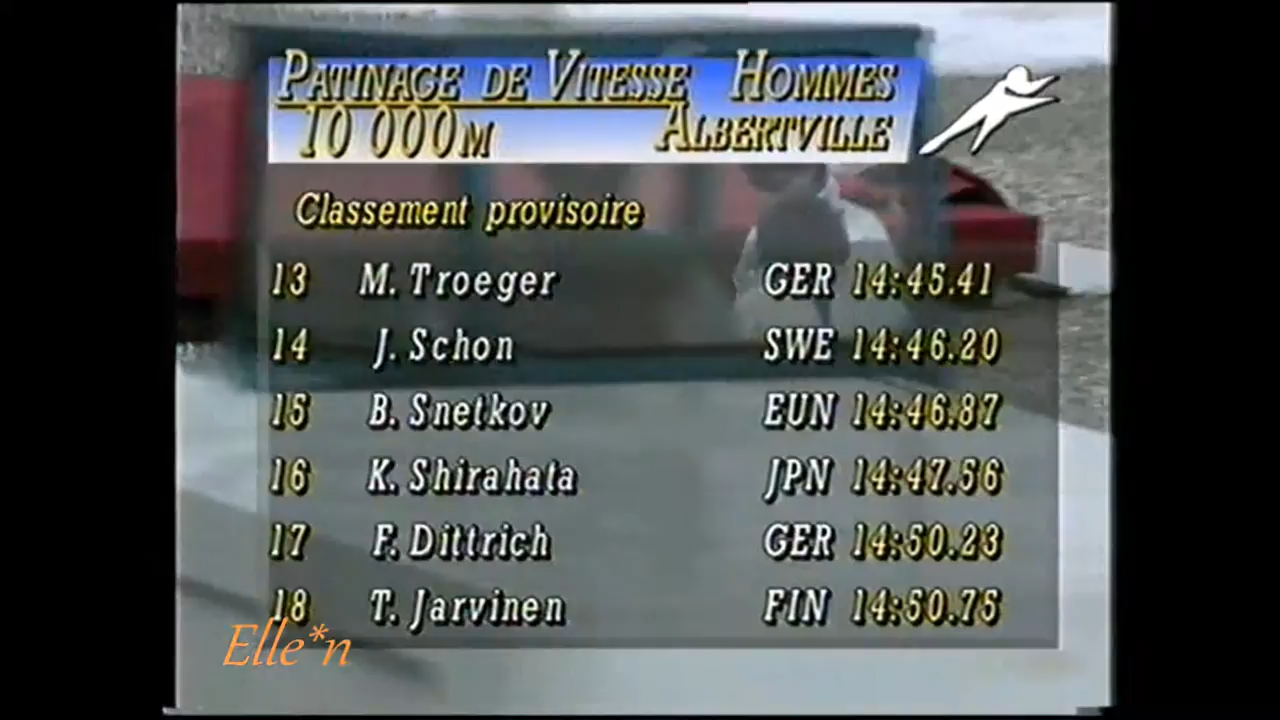 PATINAGE DE VITESSE HOMMES
10 000M ALBERTVILLE
Classement provisoire
13 M. Troeger GER 14:45.41
14 J. Schon SWE 14:46.20
15 B. Snetkov EUN 14:46.87
16 K. Shirahata JPN 14:47.56
17 F. Dittrich GER 14:50.23
18 T. Jarvinen FIN 14:50.75
Elle*n